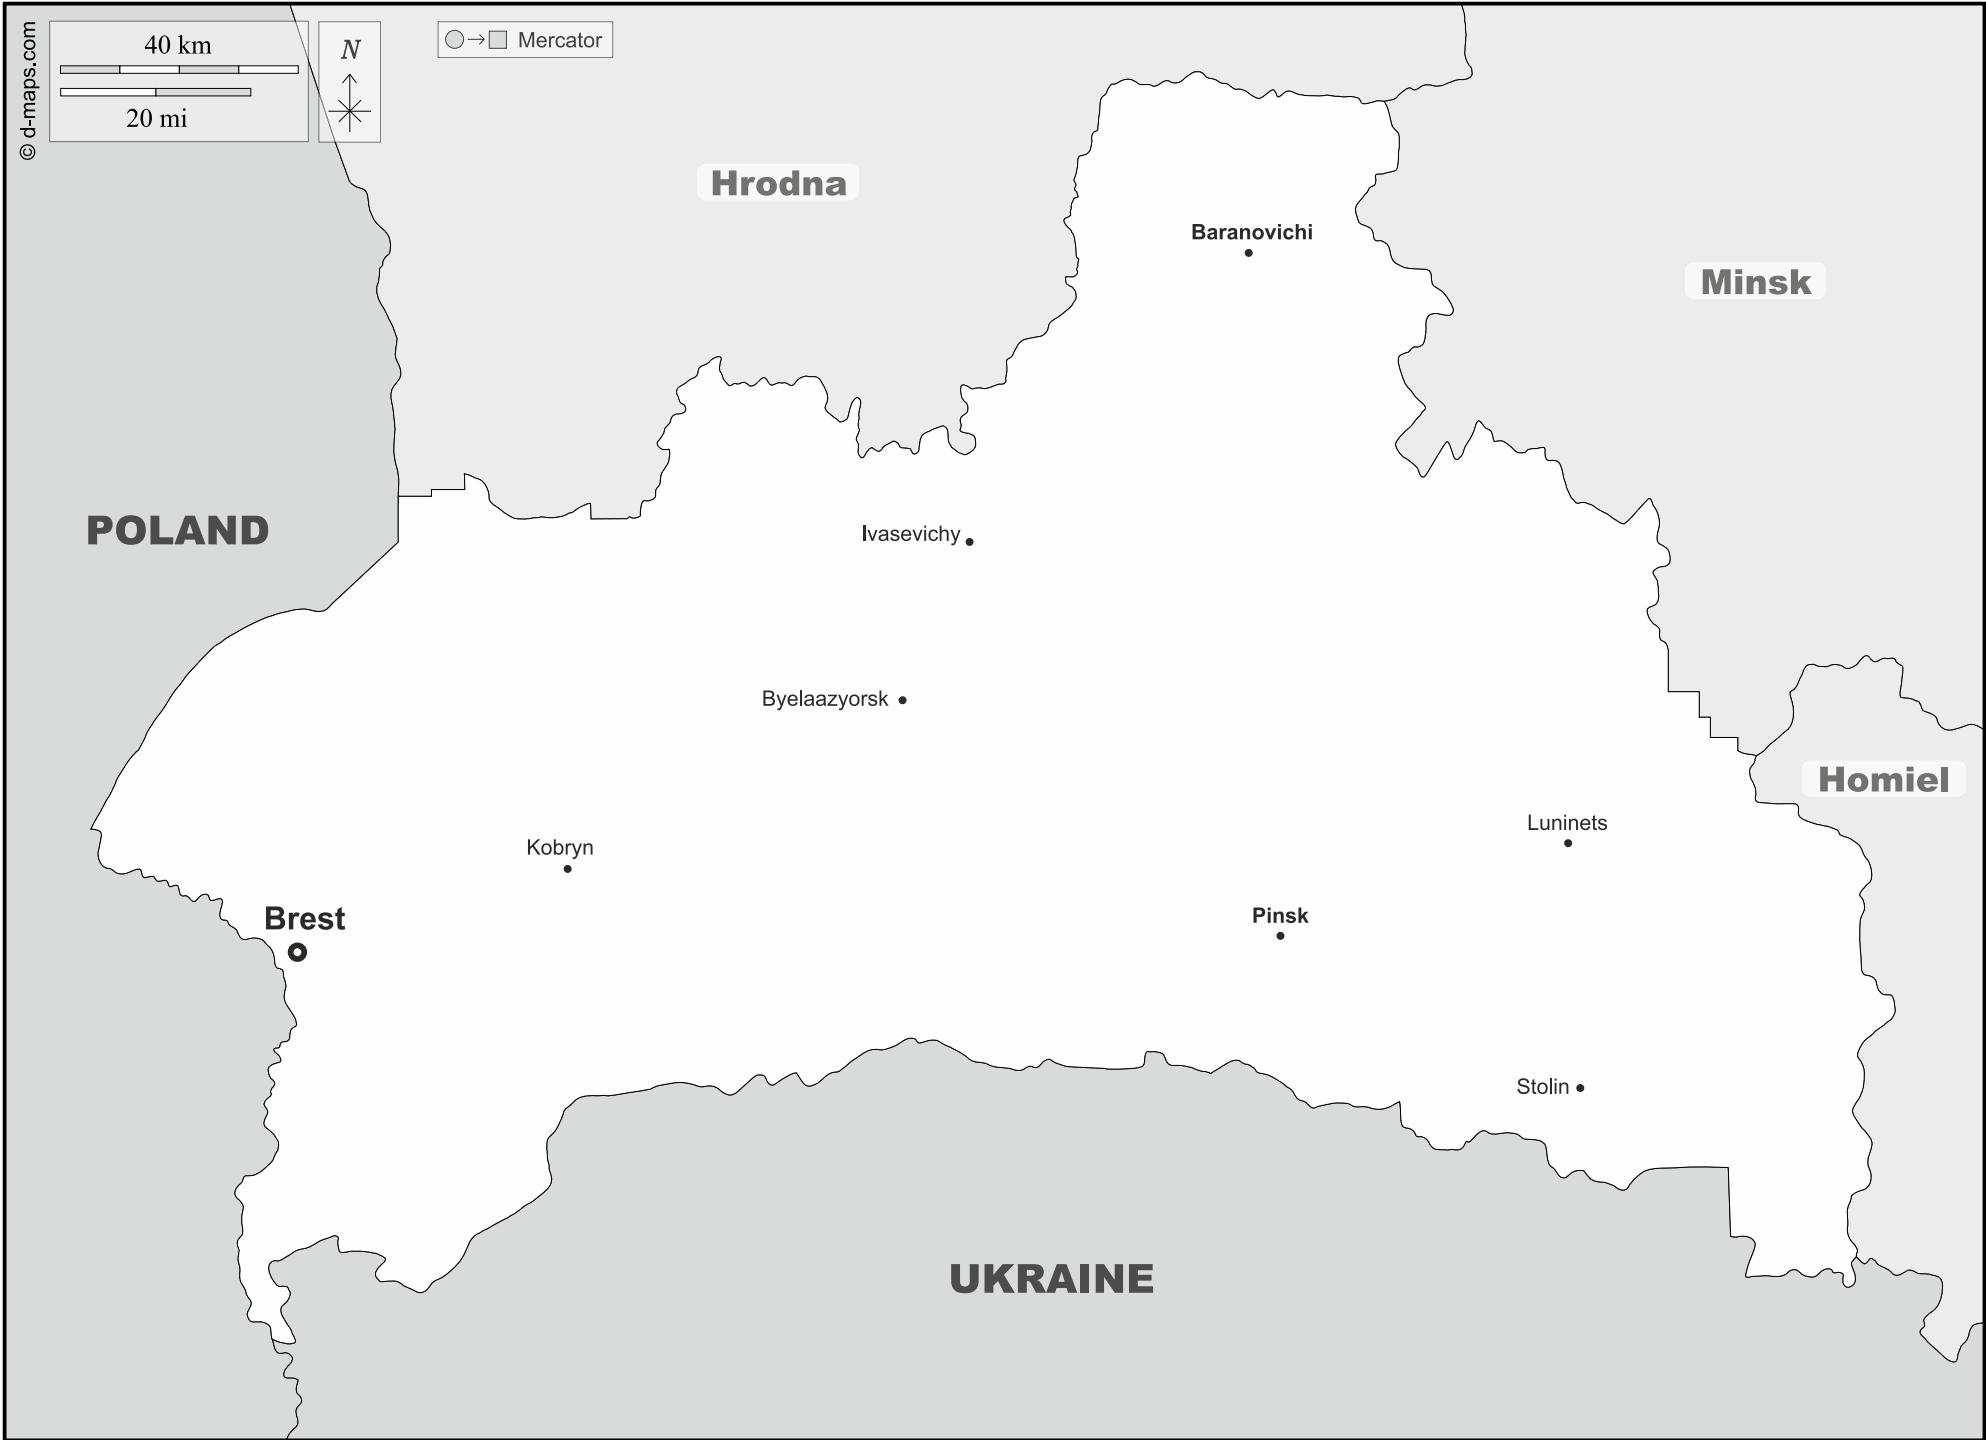 © d-maps.com
40 km
20 mi
N
Mercator
Hrodna
Baranovichi
Minsk
POLAND
Ivasevichy
Byelaazyorsk
Homiel
Luninets
Kobryn
Brest
Pinsk
Stolin
UKRAINE